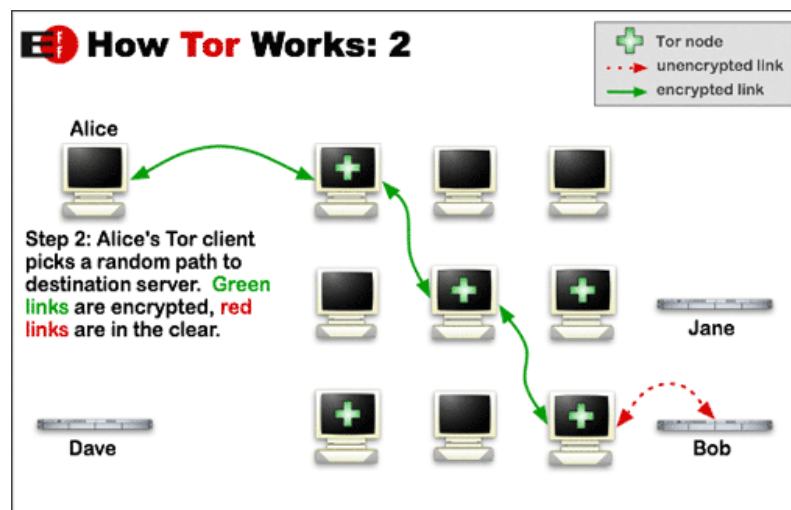 EFF How Tor Works: 2
Tor node
unencrypted link
encrypted link
Alice
Step 2: Alice's Tor client
picks a random path to
destination server. Green
links are encrypted, red
links are in the clear.
Jane
Dave
Bob